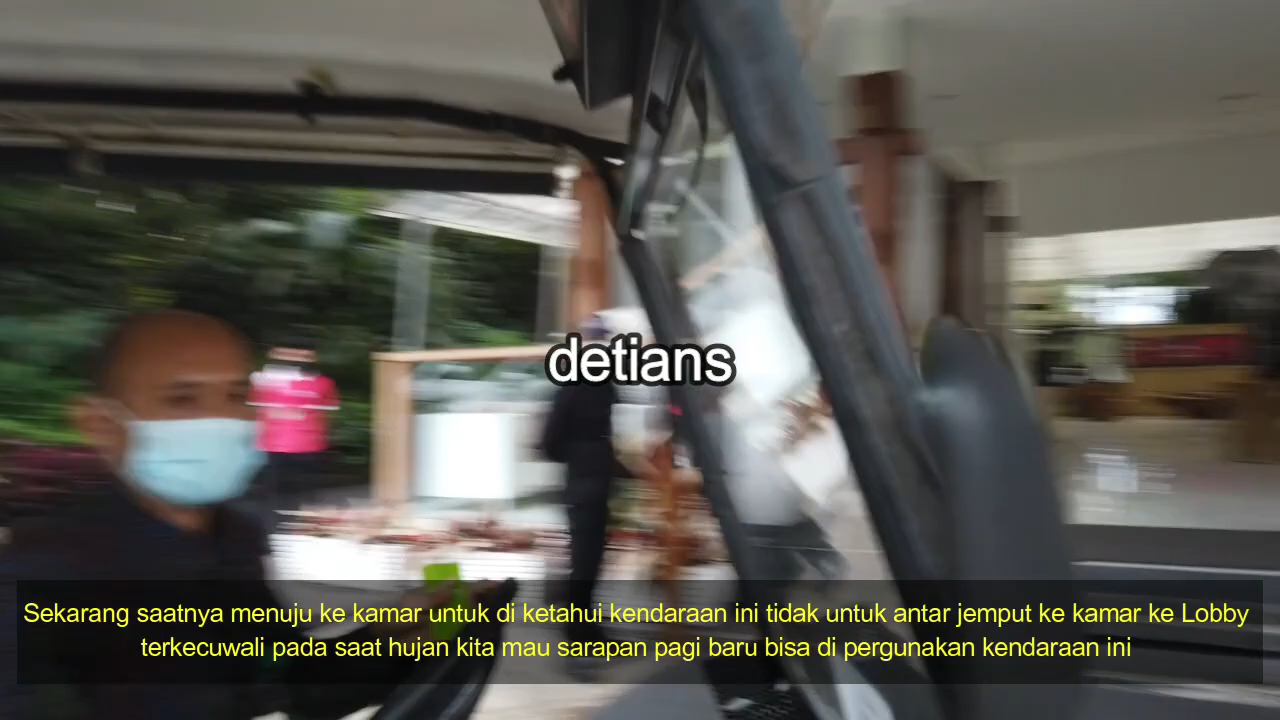 detians
Sekarang saatnya menuju ke kamar untuk di ketahui kendaraan ini tidak untuk antar jemput ke kamar ke Lobby
terkecuwali pada saat hujan kita mau sarapan pagi baru bisa di pergunakan kendaraan ini